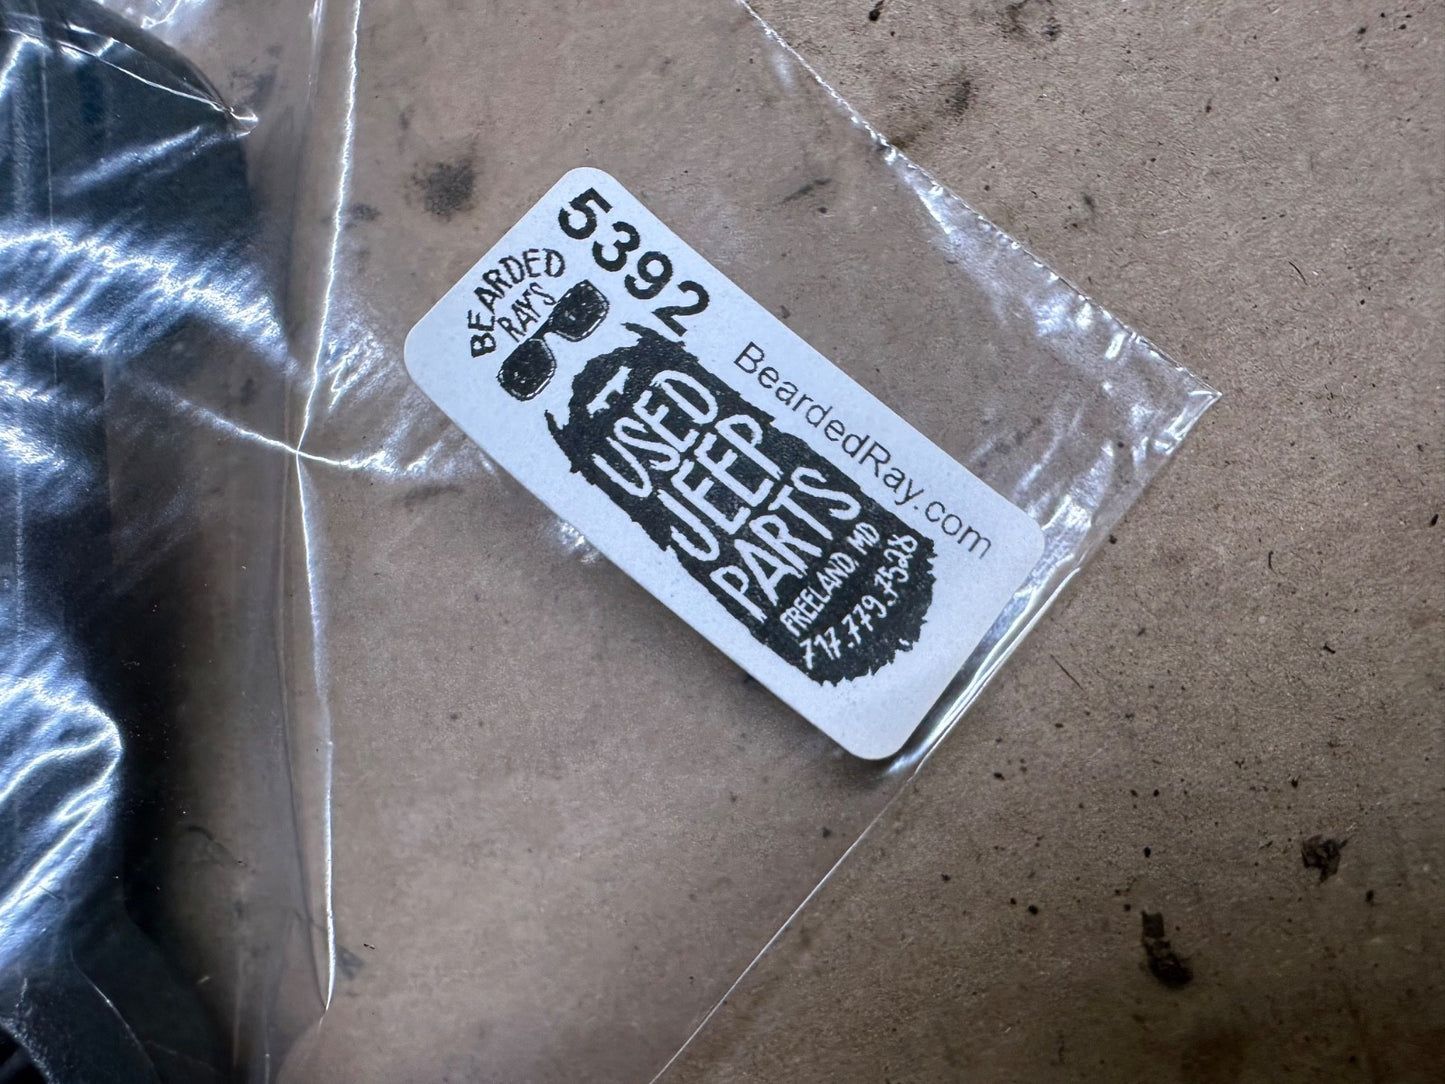 5392
BEARDED
RAY'S
BeardedRay.com
USED
JEEP
PARTS
FREELAND, MD
717.779.7528